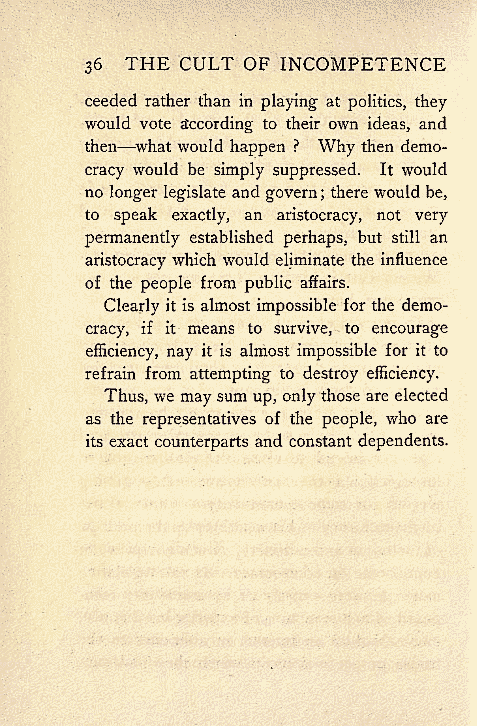 36 THE CULT OF INCOMPETENCE
ceeded rather than in playing at politics, they
would vote according to their own ideas, and
then—what would happen ? Why then demo-
cracy would be simply suppressed. It would
no longer legislate and govern; there would be,
to speak exactly, an aristocracy, not very
permanently established perhaps, but still an
aristocracy which would eliminate the influence
of the people from public affairs.
Clearly it is almost impossible for the demo-
cracy, if it means to survive, to encourage
efficiency, nay it is almost impossible for it to
refrain from attempting to destroy efficiency.
Thus, we may sum up, only those are elected
as the representatives of the people, who are
its exact counterparts and constant dependents.